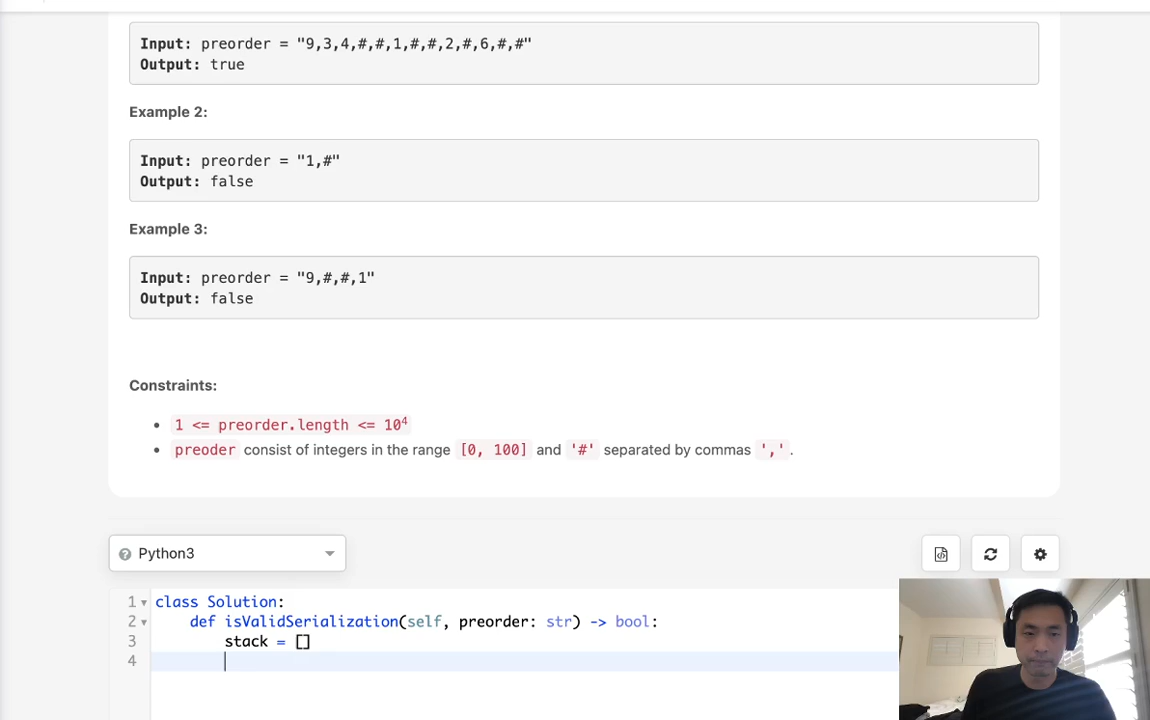 Input: preorder = "9,3,4,#,#,1,#,#,2,#,6,#,#"
Output: true
Example 2:
Input: preorder = "1,#"
Output: false
Example 3:
Input: preorder = "9,#,#,1"
Output: false
Constraints:
1 <= preorder.length <= 10⁴
preoder consist of integers in the range [0, 100] and '#' separated by commas ','.
Python3
1 class Solution:
2 def isValidSerialization(self, preorder: str) -> bool:
3 stack = []
4